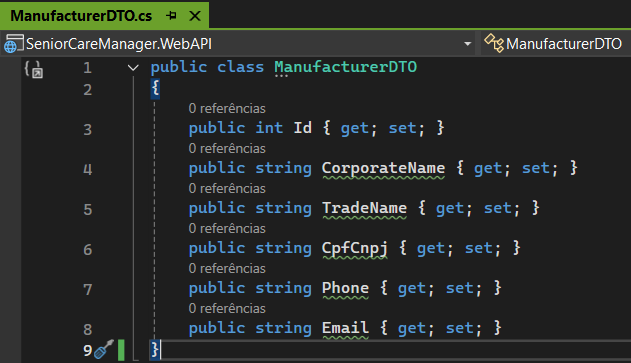 ManufacturerDTO.cs
SeniorCareManager.WebAPI ManufacturerDTO
1 public class ManufacturerDTO
2 {
0 referências
3 public int Id { get; set; }
0 referências
4 public string CorporateName { get; set; }
0 referências
5 public string TradeName { get; set; }
0 referências
6 public string CpfCnpj { get; set; }
0 referências
7 public string Phone { get; set; }
0 referências
8 public string Email { get; set; }
9 }